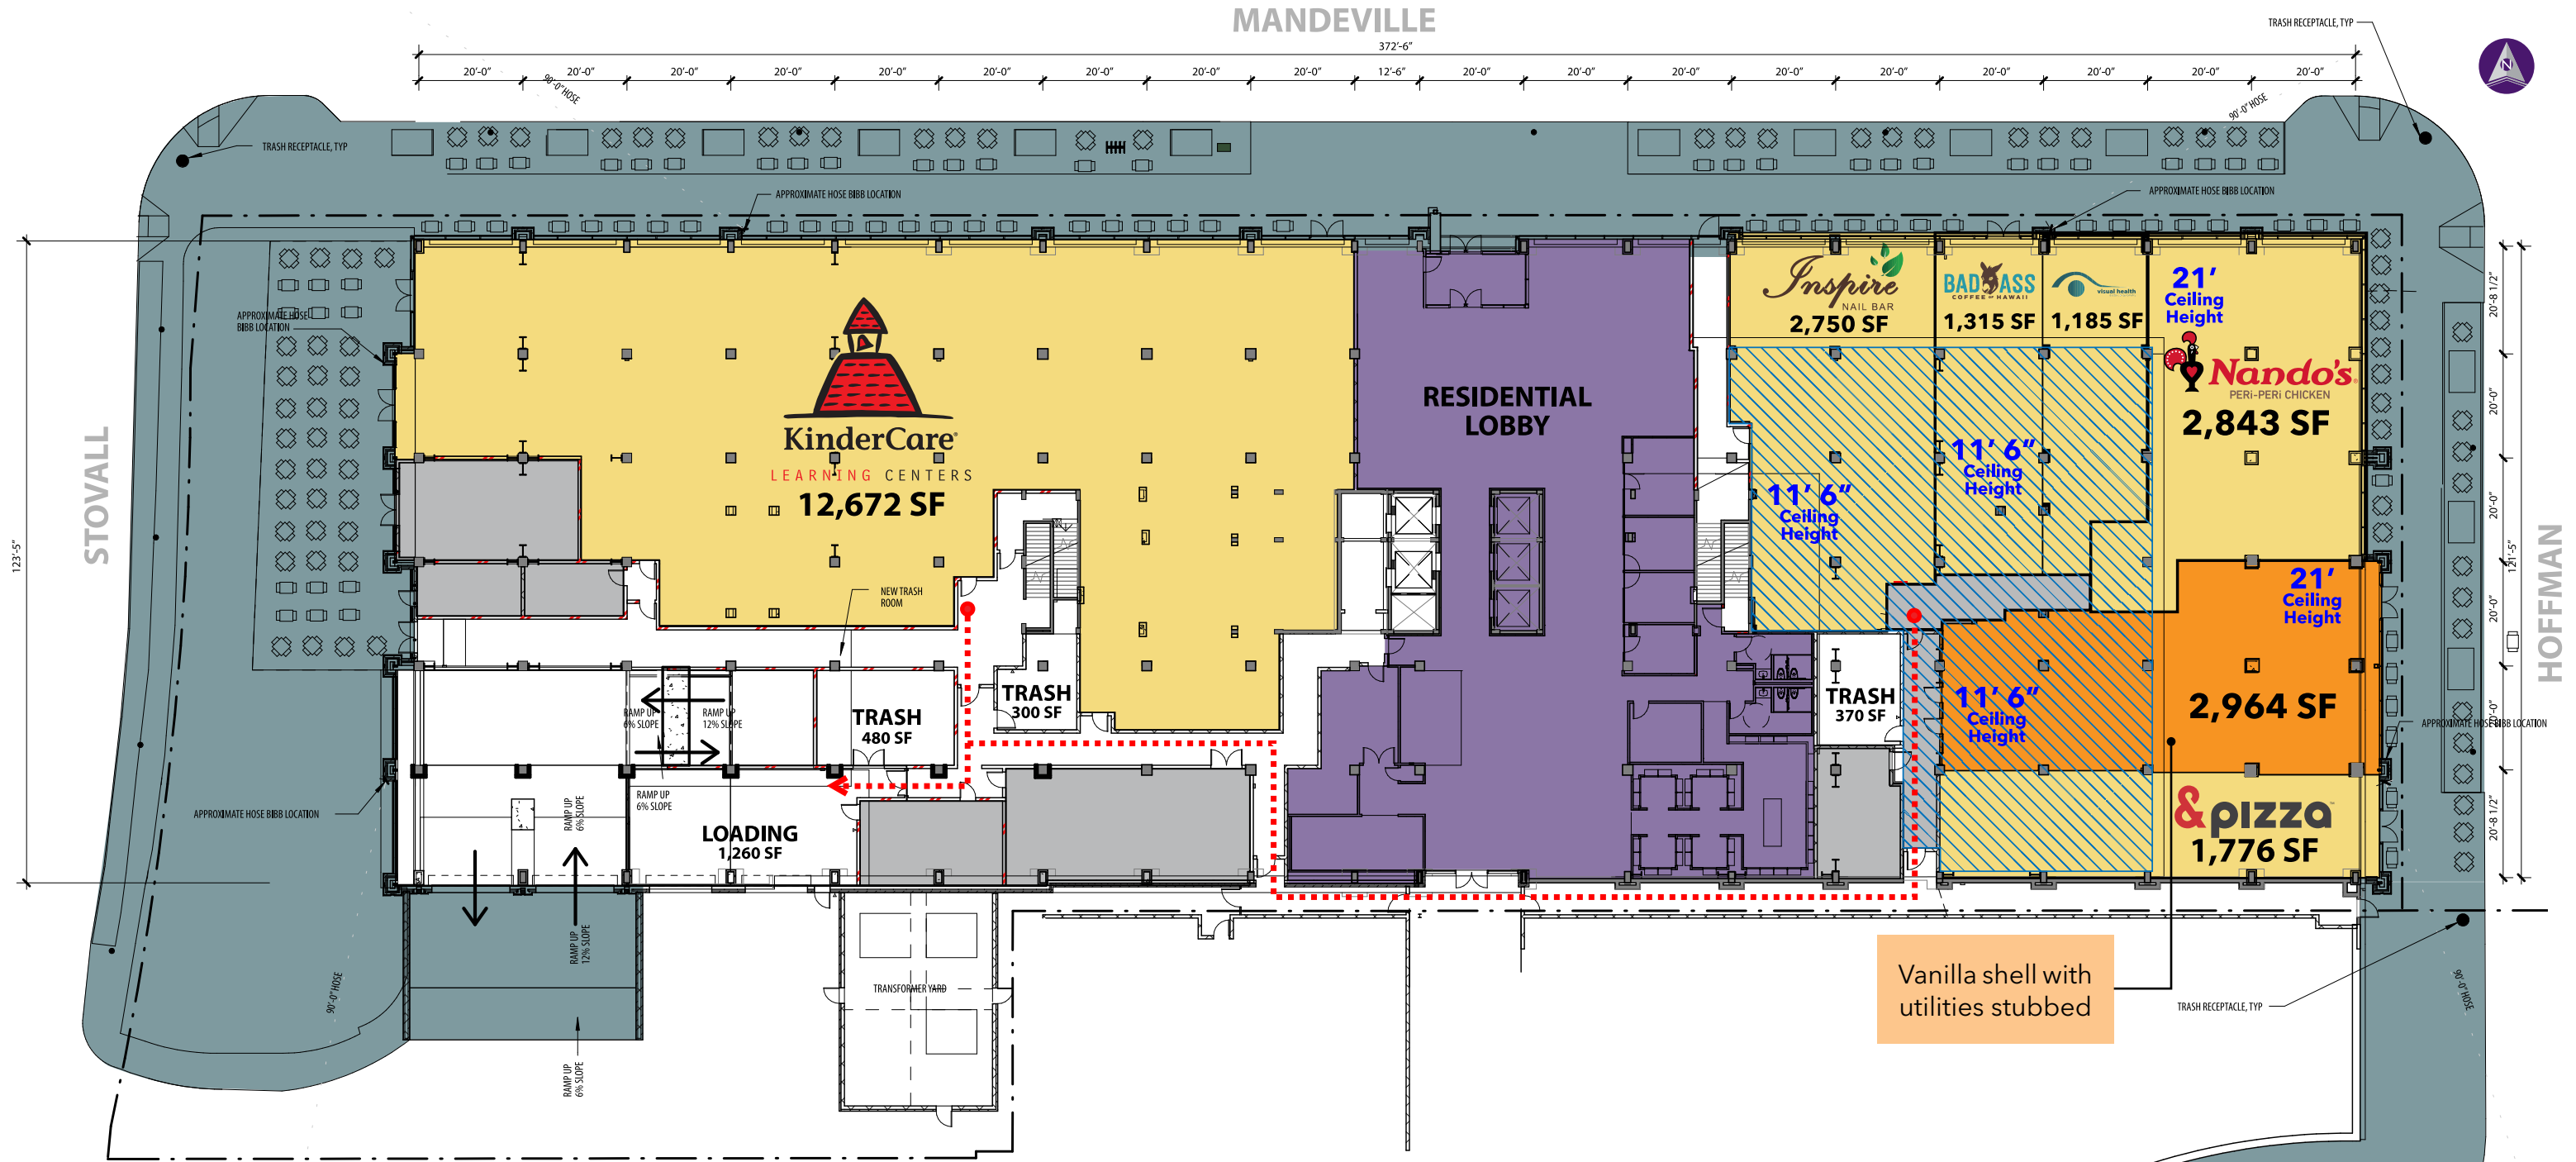 MANDEVILLE
TRASH RECEPTACLE, TYP
372'-6"
20'-0" 20'-0" 20'-0" 20'-0" 20'-0" 20'-0" 20'-0" 20'-0" 20'-0" 12'-6" 20'-0" 20'-0" 20'-0" 20'-0" 20'-0" 20'-0" 20'-0" 20'-0" 20'-0"
N
90'-0" HOSE
90'-0" HOSE
TRASH RECEPTACLE, TYP
APPROXIMATE HOSE BIBB LOCATION
APPROXIMATE HOSE BIBB LOCATION
APPROXIMATE HOSE
BIBB LOCATION
STOVALL
123'-5"
KinderCare
LEARNING CENTERS
12,672 SF
RESIDENTIAL
LOBBY
Inspire
NAIL BAR
2,750 SF
BAD ASS
COFFEE OF HAWAII
1,315 SF
visual health
1,185 SF
21'
Ceiling
Height
Nando's
PERi-PERi CHICKEN
2,843 SF
11' 6"
Ceiling
Height
11' 6"
Ceiling
Height
20'-8 1/2"
20'-0"
20'-0"
20'-0"
20'-0"
20'-8 1/2"
121'-5"
HOFFMAN
NEW TRASH
ROOM
21'
Ceiling
Height
2,964 SF
11' 6"
Ceiling
Height
TRASH
300 SF
TRASH
370 SF
TRASH
480 SF
RAMP UP
6% SLOPE
RAMP UP
12% SLOPE
APPROXIMATE HOSE BIBB LOCATION
RAMP UP
6% SLOPE
RAMP UP
6% SLOPE
APPROXIMATE HOSE BIBB LOCATION
LOADING
1,260 SF
&pizza
1,776 SF
RAMP UP
12% SLOPE
90'-0" HOSE
TRANSFORMER YARD
Vanilla shell with
utilities stubbed
TRASH RECEPTACLE, TYP
90'-0" HOSE
RAMP UP
6% SLOPE